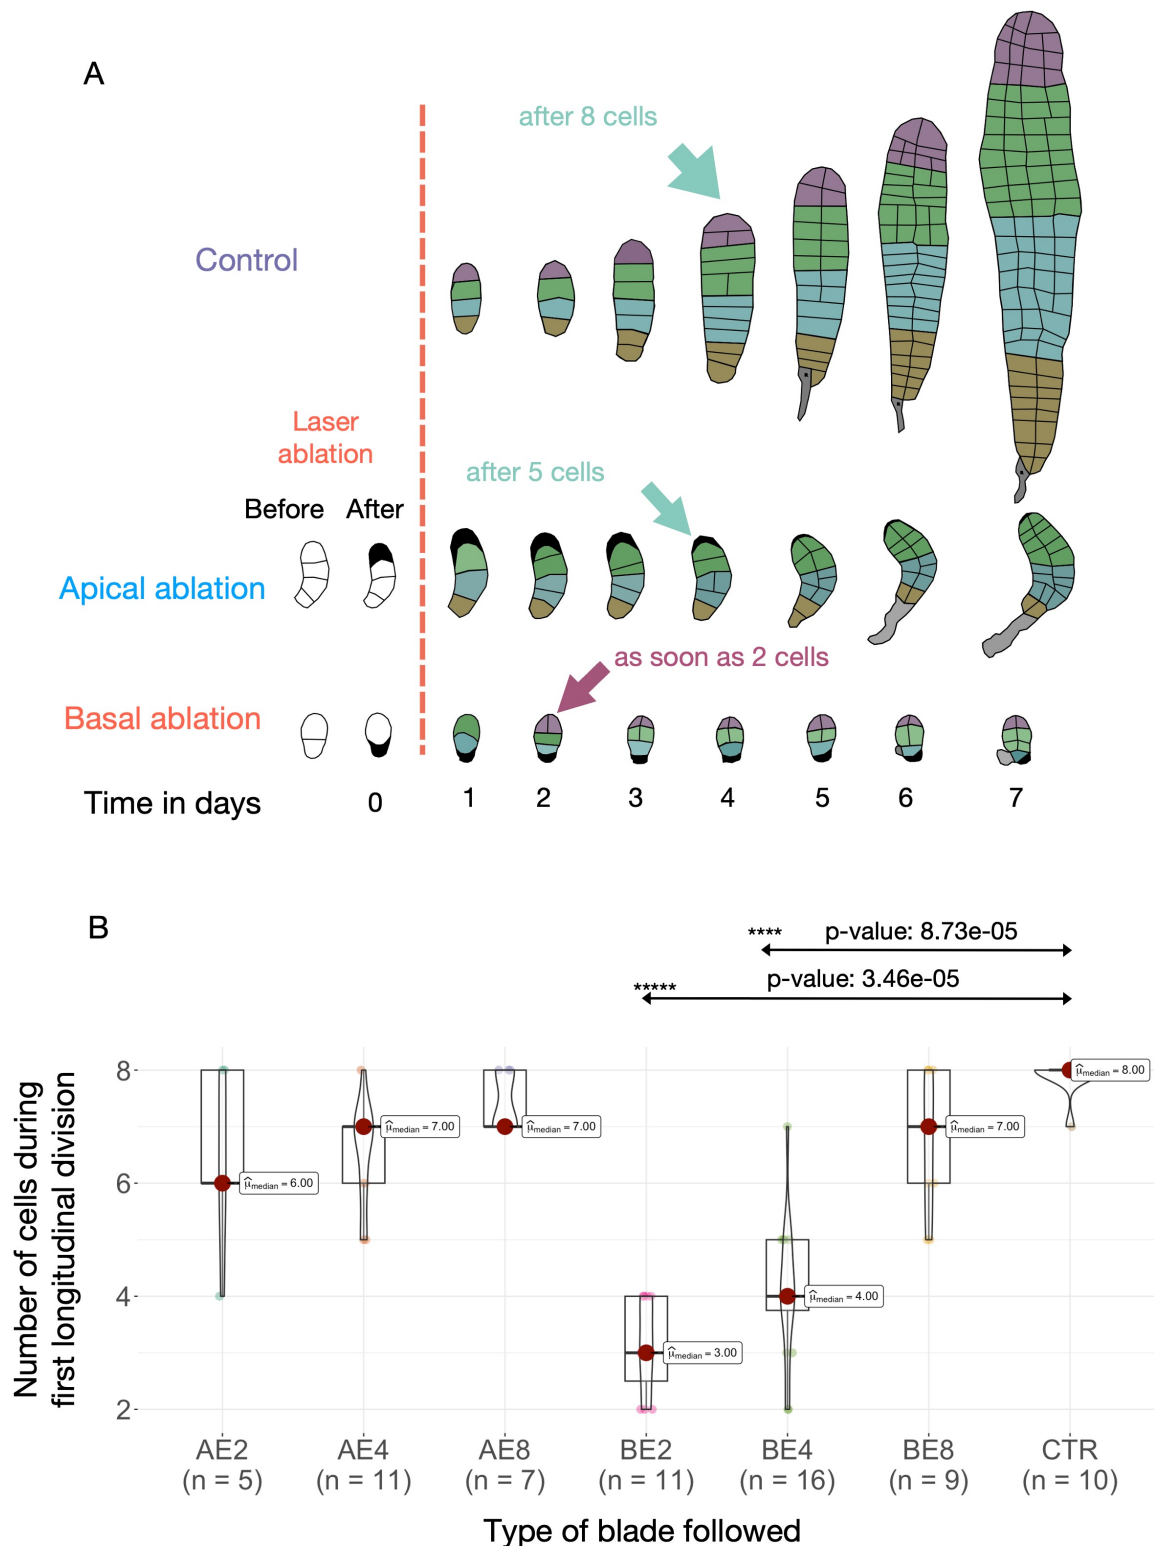 A
after 8 cells
Control
Laser
ablation
after 5 cells
Before After
Apical ablation
as soon as 2 cells
Basal ablation
Time in days 0 1 2 3 4 5 6 7
B
**** p-value: 8.73e-05
***** p-value: 3.46e-05
Number of cells during
first longitudinal division
8
6
4
2
μ̂median = 6.00
μ̂median = 7.00
μ̂median = 7.00
μ̂median = 3.00
μ̂median = 4.00
μ̂median = 7.00
μ̂median = 8.00
AE2 AE4 AE8 BE2 BE4 BE8 CTR
(n = 5) (n = 11) (n = 7) (n = 11) (n = 16) (n = 9) (n = 10)
Type of blade followed